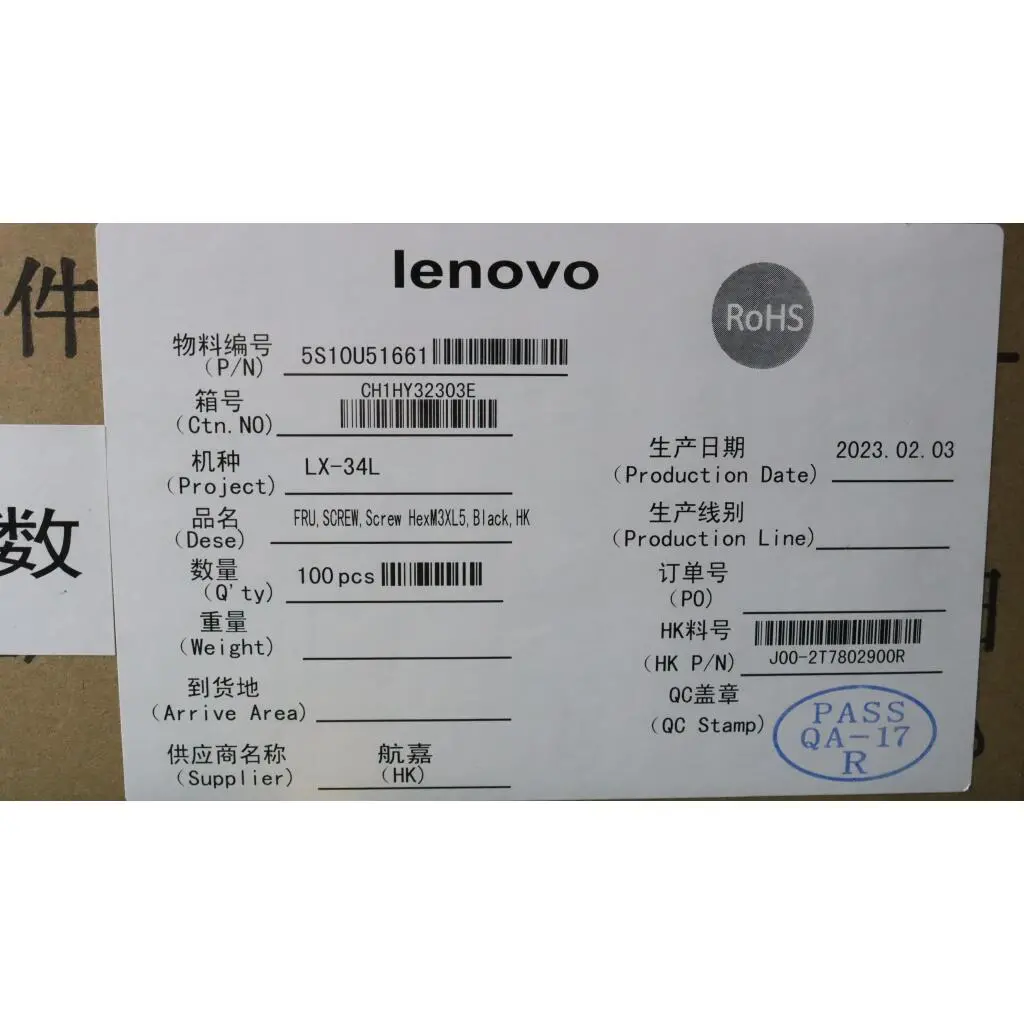 lenovo
RoHS
件
数
物料编号
(P/N)
5S10U51661
箱号
(Ctn.NO)
CH1HY32303E
机种
(Project)
LX-34L
品名
(Dese)
FRU,SCREW,Screw HexM3XL5,Black,HK
数量
(Q'ty)
100pcs
重量
(Weight)
到货地
(Arrive Area)
供应商名称
(Supplier)
航嘉
(HK)
生产日期
(Production Date)
2023.02.03
生产线别
(Production Line)
订单号
(PO)
HK料号
(HK P/N)
J00-2T7802900R
QC盖章
(QC Stamp)
PASS
QA-17
R